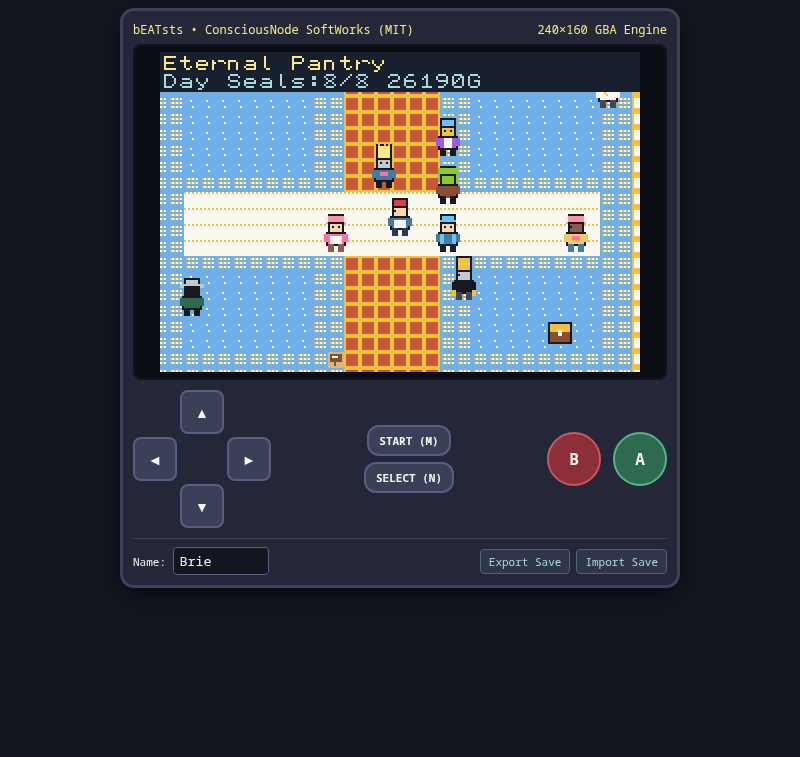 bEATsts • ConsciousNode SoftWorks (MIT)
240×160 GBA Engine
Eternal Pantry
Day Seals:8/8 26190G
▲
◀
▶
▼
START (M)
SELECT (N)
B
A
Name:
Brie
Export Save
Import Save